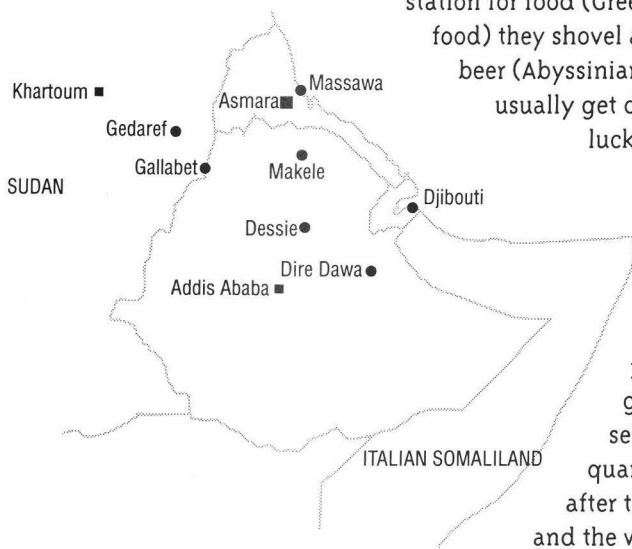 station for food (Gree
food) they shovel a
beer (Abyssinian
usually get d
luck
Khartoum
Massawa
Asmara
Gedaref
Gallabet
Makele
SUDAN
Djibouti
Dessie
Dire Dawa
Addis Ababa
g
se
ITALIAN SOMALILAND
quar
after t
and the v